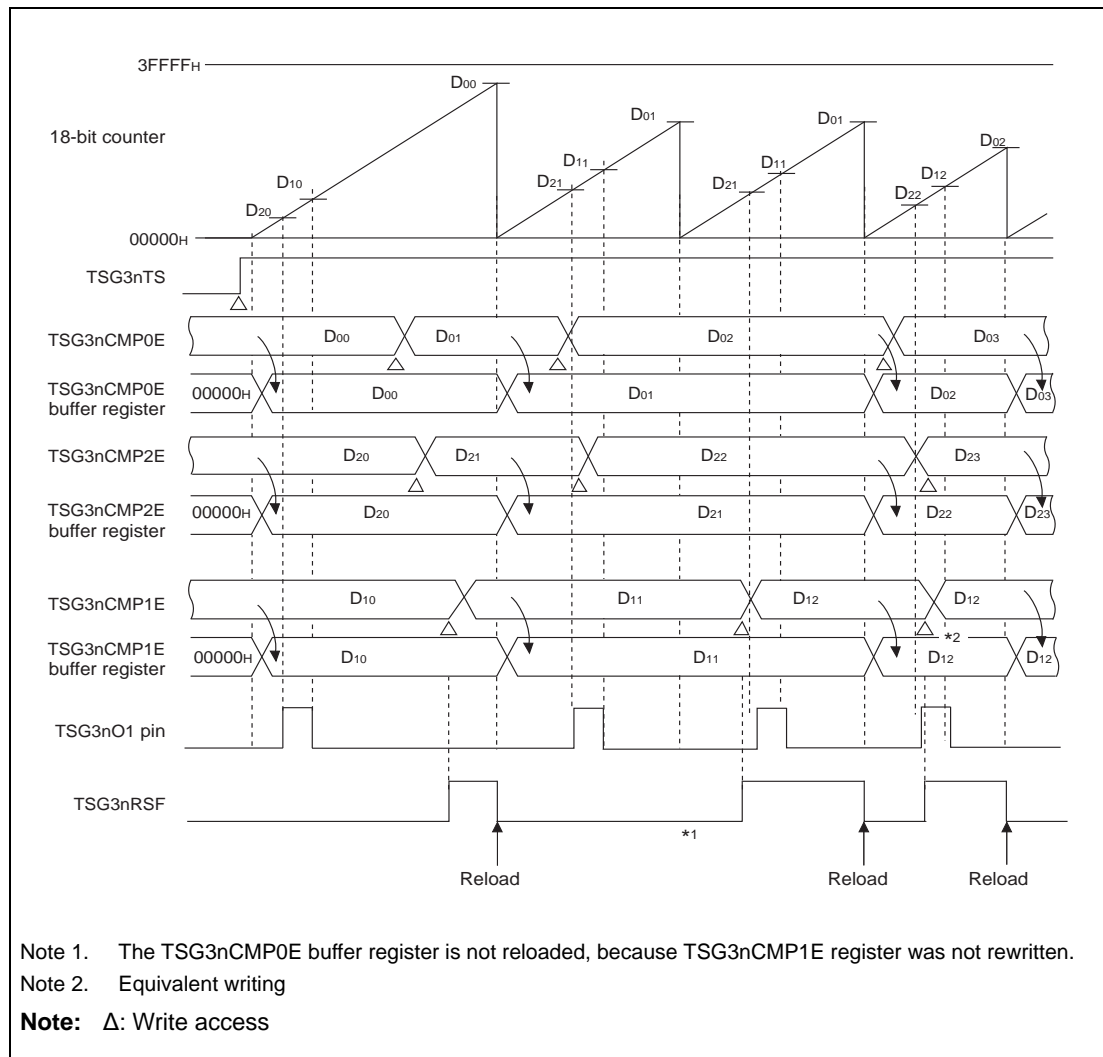 3FFFFH
D00
D01
D01
D02
18-bit counter
D11
D11
D12
D10
D21
D21
D22
D20
00000H
TSG3nTS
TSG3nCMP0E
D00
D01
D02
D03
TSG3nCMP0E
buffer register
00000H
D00
D01
D02
D03
TSG3nCMP2E
D20
D21
D22
D23
TSG3nCMP2E
buffer register
00000H
D20
D21
D22
D23
TSG3nCMP1E
D10
D11
D12
D12
TSG3nCMP1E
buffer register
00000H
D10
D11
*2
D12
D12
TSG3nO1 pin
TSG3nRSF
*1
Reload
Reload
Reload
Note 1. The TSG3nCMP0E buffer register is not reloaded, because TSG3nCMP1E register was not rewritten.
Note 2. Equivalent writing
Note: Δ: Write access